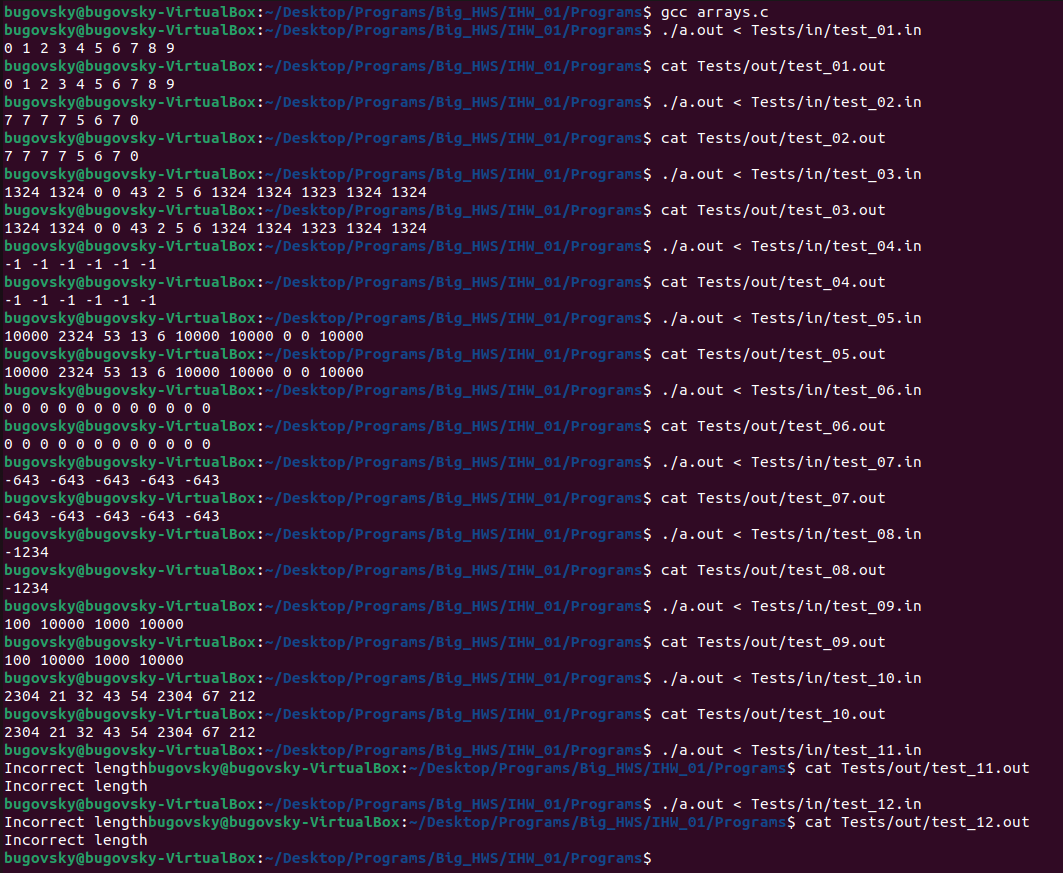 bugovsky@bugovsky-VirtualBox:~/Desktop/Programs/Big_HWS/IHW_01/Programs$ gcc arrays.c
bugovsky@bugovsky-VirtualBox:~/Desktop/Programs/Big_HWS/IHW_01/Programs$ ./a.out < Tests/in/test_01.in
0 1 2 3 4 5 6 7 8 9
bugovsky@bugovsky-VirtualBox:~/Desktop/Programs/Big_HWS/IHW_01/Programs$ cat Tests/out/test_01.out
0 1 2 3 4 5 6 7 8 9
bugovsky@bugovsky-VirtualBox:~/Desktop/Programs/Big_HWS/IHW_01/Programs$ ./a.out < Tests/in/test_02.in
7 7 7 7 5 6 7 0
bugovsky@bugovsky-VirtualBox:~/Desktop/Programs/Big_HWS/IHW_01/Programs$ cat Tests/out/test_02.out
7 7 7 7 5 6 7 0
bugovsky@bugovsky-VirtualBox:~/Desktop/Programs/Big_HWS/IHW_01/Programs$ ./a.out < Tests/in/test_03.in
1324 1324 0 0 43 2 5 6 1324 1324 1323 1324 1324
bugovsky@bugovsky-VirtualBox:~/Desktop/Programs/Big_HWS/IHW_01/Programs$ cat Tests/out/test_03.out
1324 1324 0 0 43 2 5 6 1324 1324 1323 1324 1324
bugovsky@bugovsky-VirtualBox:~/Desktop/Programs/Big_HWS/IHW_01/Programs$ ./a.out < Tests/in/test_04.in
-1 -1 -1 -1 -1 -1
bugovsky@bugovsky-VirtualBox:~/Desktop/Programs/Big_HWS/IHW_01/Programs$ cat Tests/out/test_04.out
-1 -1 -1 -1 -1 -1
bugovsky@bugovsky-VirtualBox:~/Desktop/Programs/Big_HWS/IHW_01/Programs$ ./a.out < Tests/in/test_05.in
10000 2324 53 13 6 10000 10000 0 0 10000
bugovsky@bugovsky-VirtualBox:~/Desktop/Programs/Big_HWS/IHW_01/Programs$ cat Tests/out/test_05.out
10000 2324 53 13 6 10000 10000 0 0 10000
bugovsky@bugovsky-VirtualBox:~/Desktop/Programs/Big_HWS/IHW_01/Programs$ ./a.out < Tests/in/test_06.in
0 0 0 0 0 0 0 0 0 0 0 0
bugovsky@bugovsky-VirtualBox:~/Desktop/Programs/Big_HWS/IHW_01/Programs$ cat Tests/out/test_06.out
0 0 0 0 0 0 0 0 0 0 0 0
bugovsky@bugovsky-VirtualBox:~/Desktop/Programs/Big_HWS/IHW_01/Programs$ ./a.out < Tests/in/test_07.in
-643 -643 -643 -643 -643
bugovsky@bugovsky-VirtualBox:~/Desktop/Programs/Big_HWS/IHW_01/Programs$ cat Tests/out/test_07.out
-643 -643 -643 -643 -643
bugovsky@bugovsky-VirtualBox:~/Desktop/Programs/Big_HWS/IHW_01/Programs$ ./a.out < Tests/in/test_08.in
-1234
bugovsky@bugovsky-VirtualBox:~/Desktop/Programs/Big_HWS/IHW_01/Programs$ cat Tests/out/test_08.out
-1234
bugovsky@bugovsky-VirtualBox:~/Desktop/Programs/Big_HWS/IHW_01/Programs$ ./a.out < Tests/in/test_09.in
100 10000 1000 10000
bugovsky@bugovsky-VirtualBox:~/Desktop/Programs/Big_HWS/IHW_01/Programs$ cat Tests/out/test_09.out
100 10000 1000 10000
bugovsky@bugovsky-VirtualBox:~/Desktop/Programs/Big_HWS/IHW_01/Programs$ ./a.out < Tests/in/test_10.in
2304 21 32 43 54 2304 67 212
bugovsky@bugovsky-VirtualBox:~/Desktop/Programs/Big_HWS/IHW_01/Programs$ cat Tests/out/test_10.out
2304 21 32 43 54 2304 67 212
bugovsky@bugovsky-VirtualBox:~/Desktop/Programs/Big_HWS/IHW_01/Programs$ ./a.out < Tests/in/test_11.in
Incorrect lengthbugovsky@bugovsky-VirtualBox:~/Desktop/Programs/Big_HWS/IHW_01/Programs$ cat Tests/out/test_11.out
Incorrect length
bugovsky@bugovsky-VirtualBox:~/Desktop/Programs/Big_HWS/IHW_01/Programs$ ./a.out < Tests/in/test_12.in
Incorrect lengthbugovsky@bugovsky-VirtualBox:~/Desktop/Programs/Big_HWS/IHW_01/Programs$ cat Tests/out/test_12.out
Incorrect length
bugovsky@bugovsky-VirtualBox:~/Desktop/Programs/Big_HWS/IHW_01/Programs$